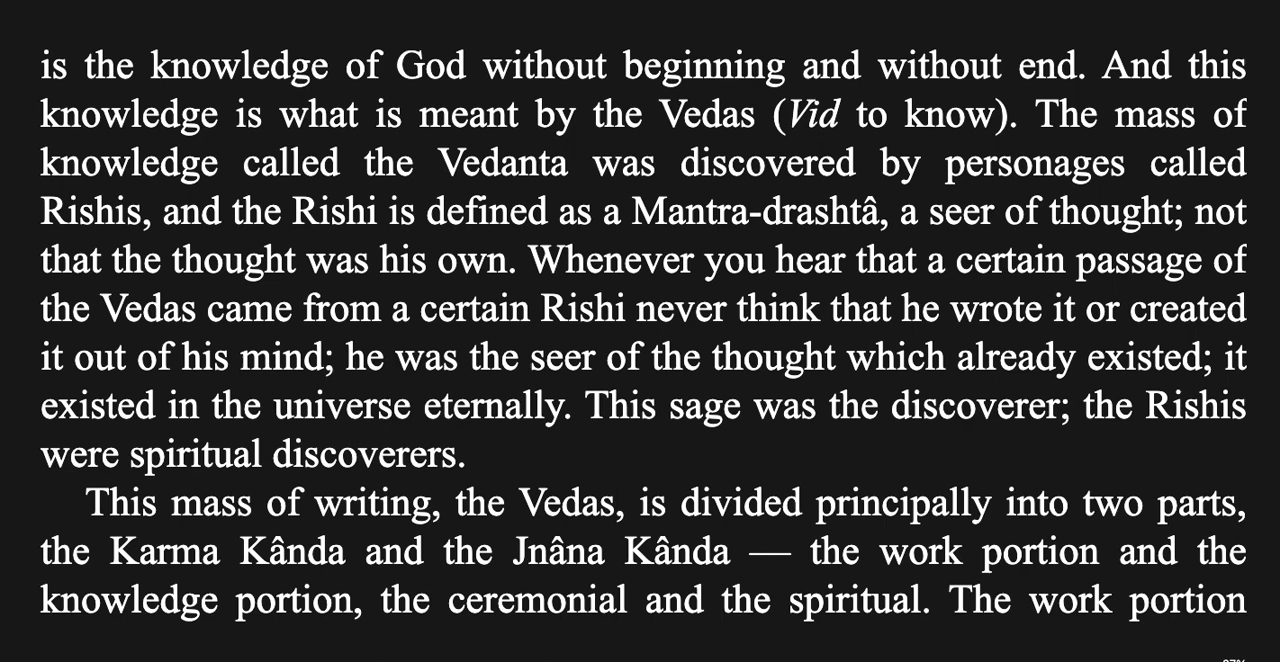 is the knowledge of God without beginning and without end. And this
knowledge is what is meant by the Vedas (Vid to know). The mass of
knowledge called the Vedanta was discovered by personages called
Rishis, and the Rishi is defined as a Mantra-drashtâ, a seer of thought; not
that the thought was his own. Whenever you hear that a certain passage of
the Vedas came from a certain Rishi never think that he wrote it or created
it out of his mind; he was the seer of the thought which already existed; it
existed in the universe eternally. This sage was the discoverer; the Rishis
were spiritual discoverers.
This mass of writing, the Vedas, is divided principally into two parts,
the Karma Kânda and the Jnâna Kânda — the work portion and the
knowledge portion, the ceremonial and the spiritual. The work portion